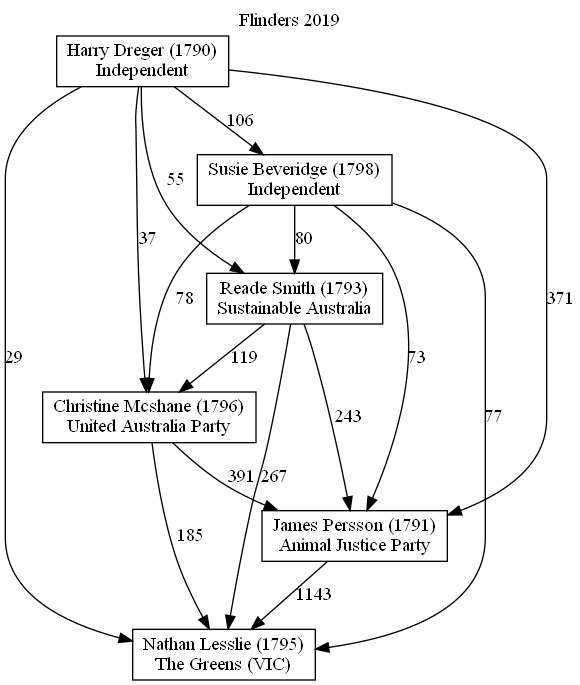 Flinders 2019
Harry Dreger (1790)
Independent
106
Susie Beveridge (1798)
Independent
55
37
80
Reade Smith (1793)
Sustainable Australia
78
371
29
119
73
Christine Mcshane (1796)
United Australia Party
243
77
391
267
185
James Persson (1791)
Animal Justice Party
1143
Nathan Lesslie (1795)
The Greens (VIC)